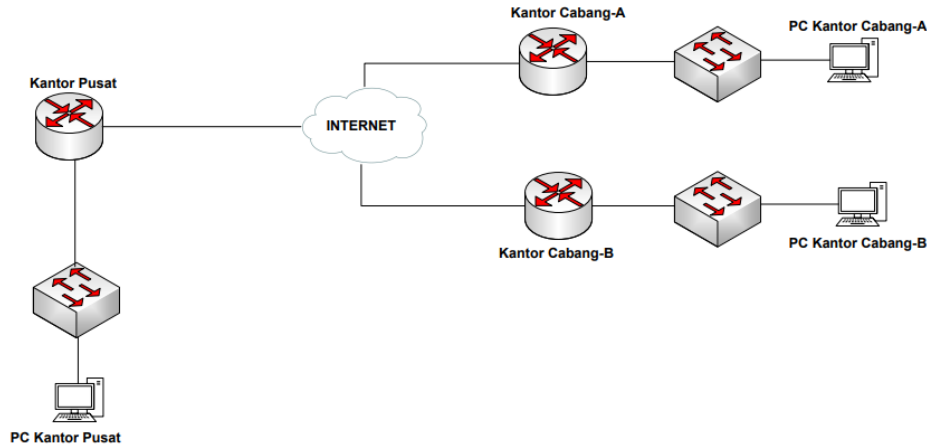 Kantor Cabang-A
PC Kantor Cabang-A
Kantor Pusat
INTERNET
Kantor Cabang-B
PC Kantor Cabang-B
PC Kantor Pusat